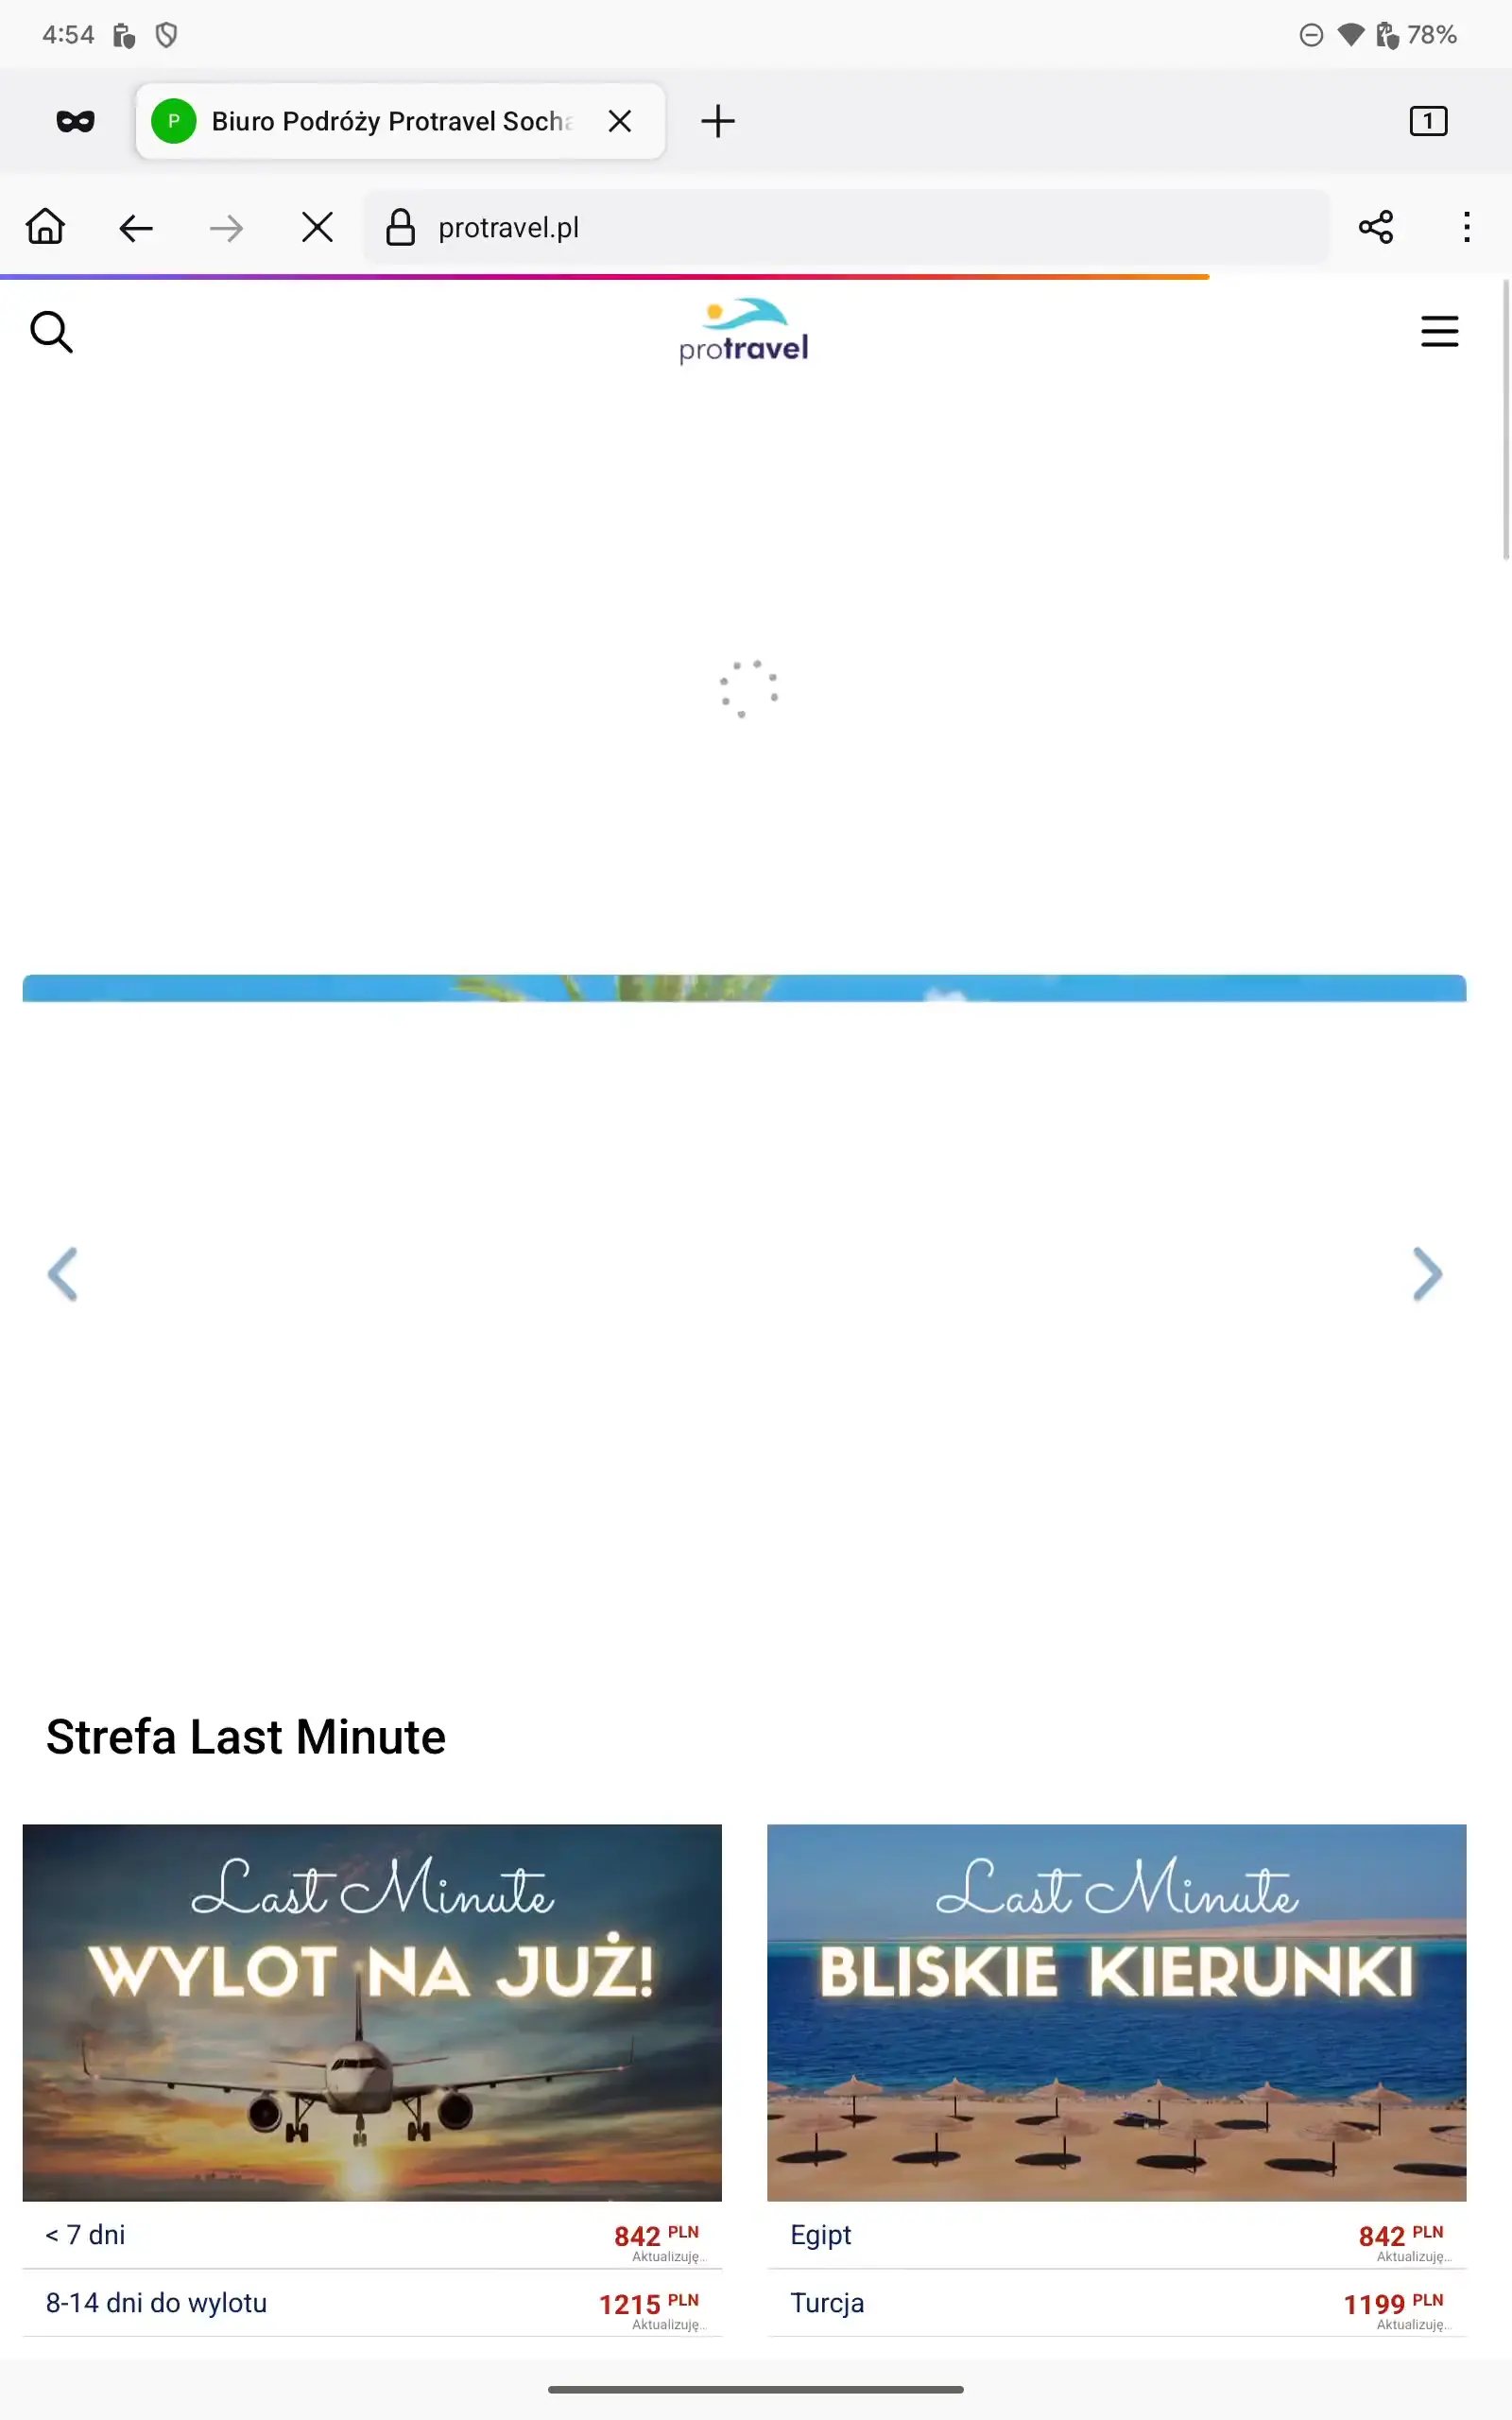 4:54
78%
P
Biuro Podróży Protravel Socha
1
protravel.pl
protravel
Strefa Last Minute
Last Minute
WYLOT NA JUŻ!
Last Minute
BLISKIE KIERUNKI
< 7 dni
842 PLN
Aktualizuję...
Egipt
842 PLN
Aktualizuję...
8-14 dni do wylotu
1215 PLN
Aktualizuję...
Turcja
1199 PLN
Aktualizuję...